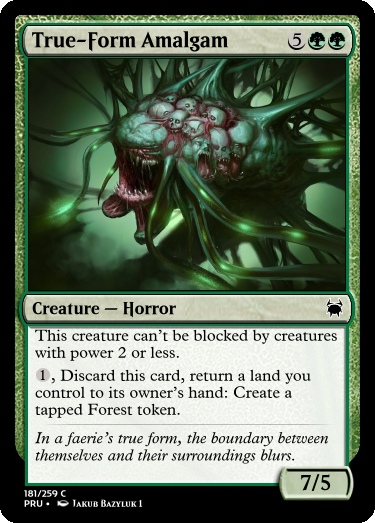 True-Form Amalgam 5
Creature — Horror
This creature can't be blocked by creatures
with power 2 or less.
1, Discard this card, return a land you
control to its owner's hand: Create a
tapped Forest token.
In a faerie's true form, the boundary between
themselves and their surroundings blurs.
7/5
181/259 C
PRU • Jakub Bazyluk 1